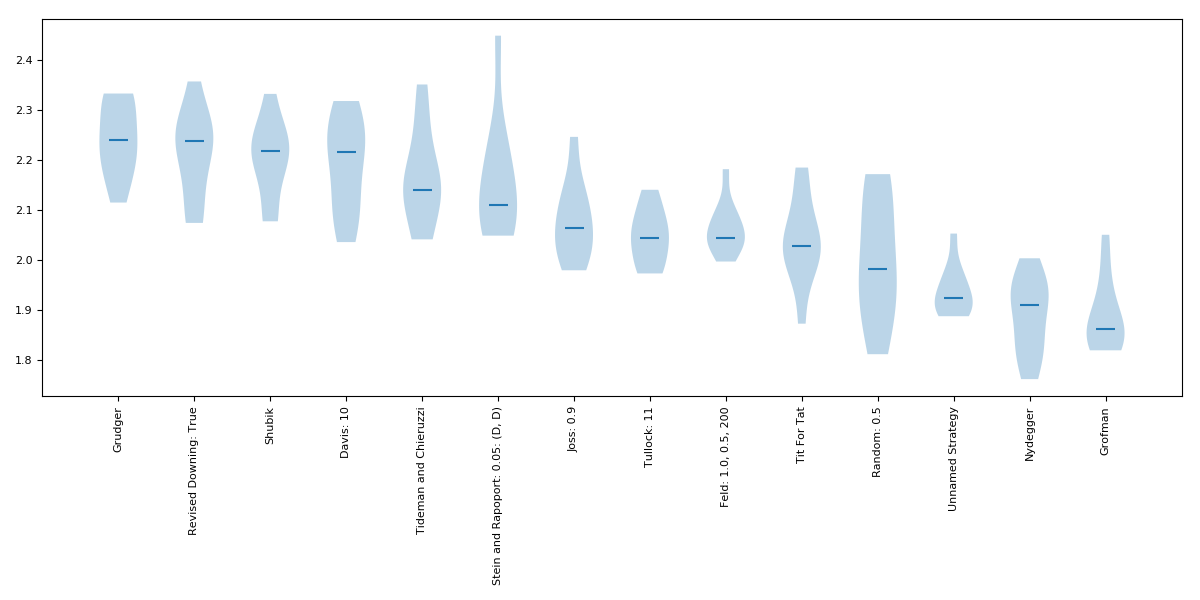 2.4
2.3
2.2
2.1
2.0
1.9
1.8
Grudger
Revised Downing: True
Shubik
Davis: 10
Tideman and Chieruzzi
Stein and Rapoport: 0.05: (D, D)
Joss: 0.9
Tullock: 11
Feld: 1.0, 0.5, 200
Tit For Tat
Random: 0.5
Unnamed Strategy
Nydegger
Grofman